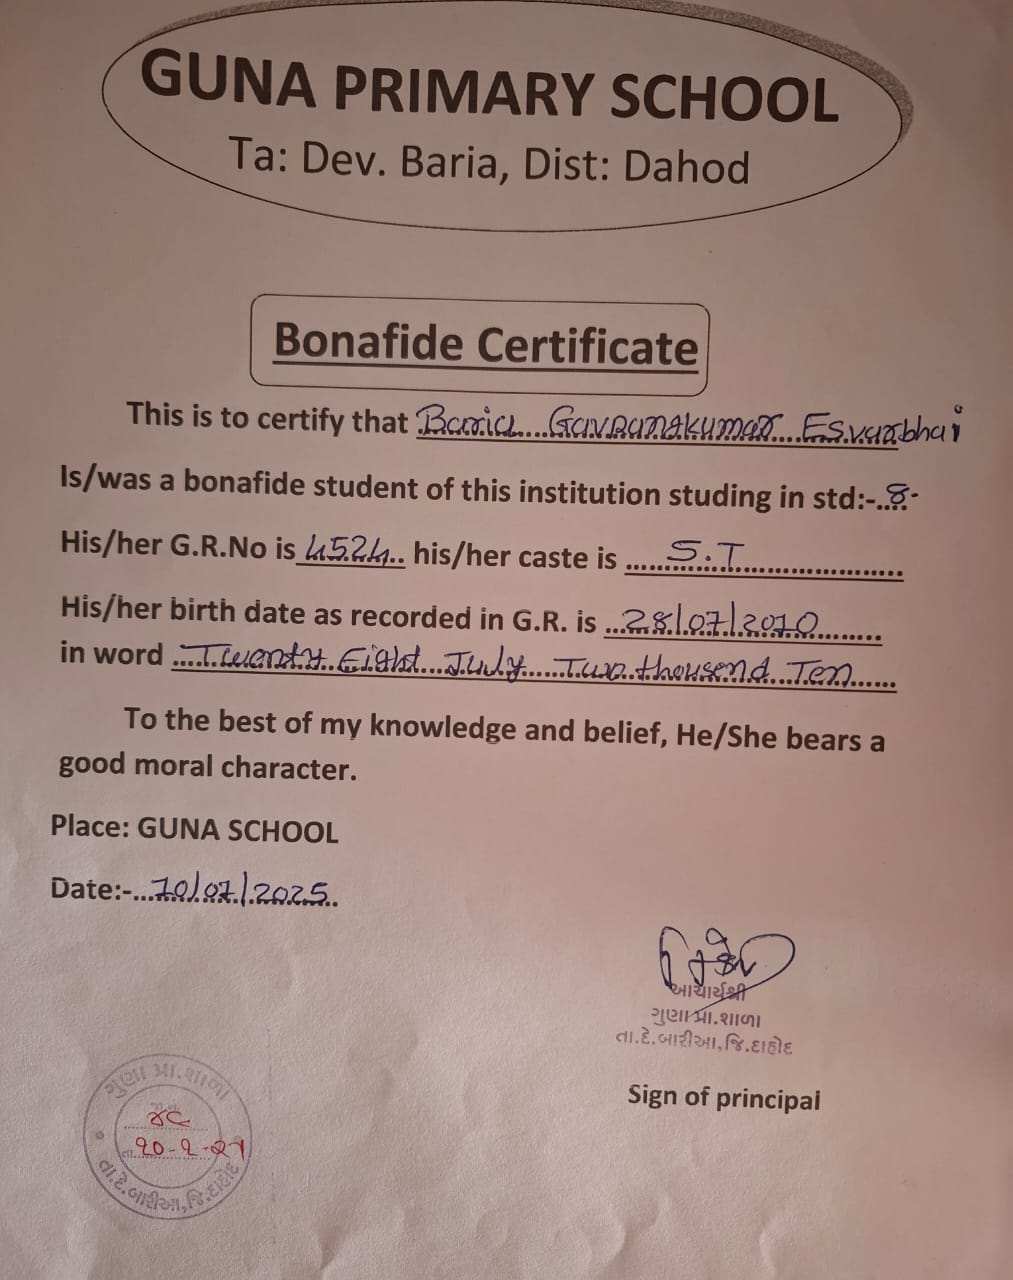 GUNA PRIMARY SCHOOL
Ta: Dev. Baria, Dist: Dahod
Bonafide Certificate
This is to certify that Baria Gavranakumar Esvarbhai
Is/was a bonafide student of this institution studing in std:- 8
His/her G.R.No is 4524 his/her caste is S.T
His/her birth date as recorded in G.R. is 28/07/2010
in word Twenty Eight July Two thousend Ten
To the best of my knowledge and belief, He/She bears a
good moral character.
Place: GUNA SCHOOL
Date:- 10/07/2025
આચાર્યશ્રી
ગુણા પ્રા.શાળા
તા.દે.બારીઆ,જિ.દાહોદ
Sign of principal
ગુણા પ્રા.શાળા
તા.દે.બારીઆ,જિ.દાહોદ